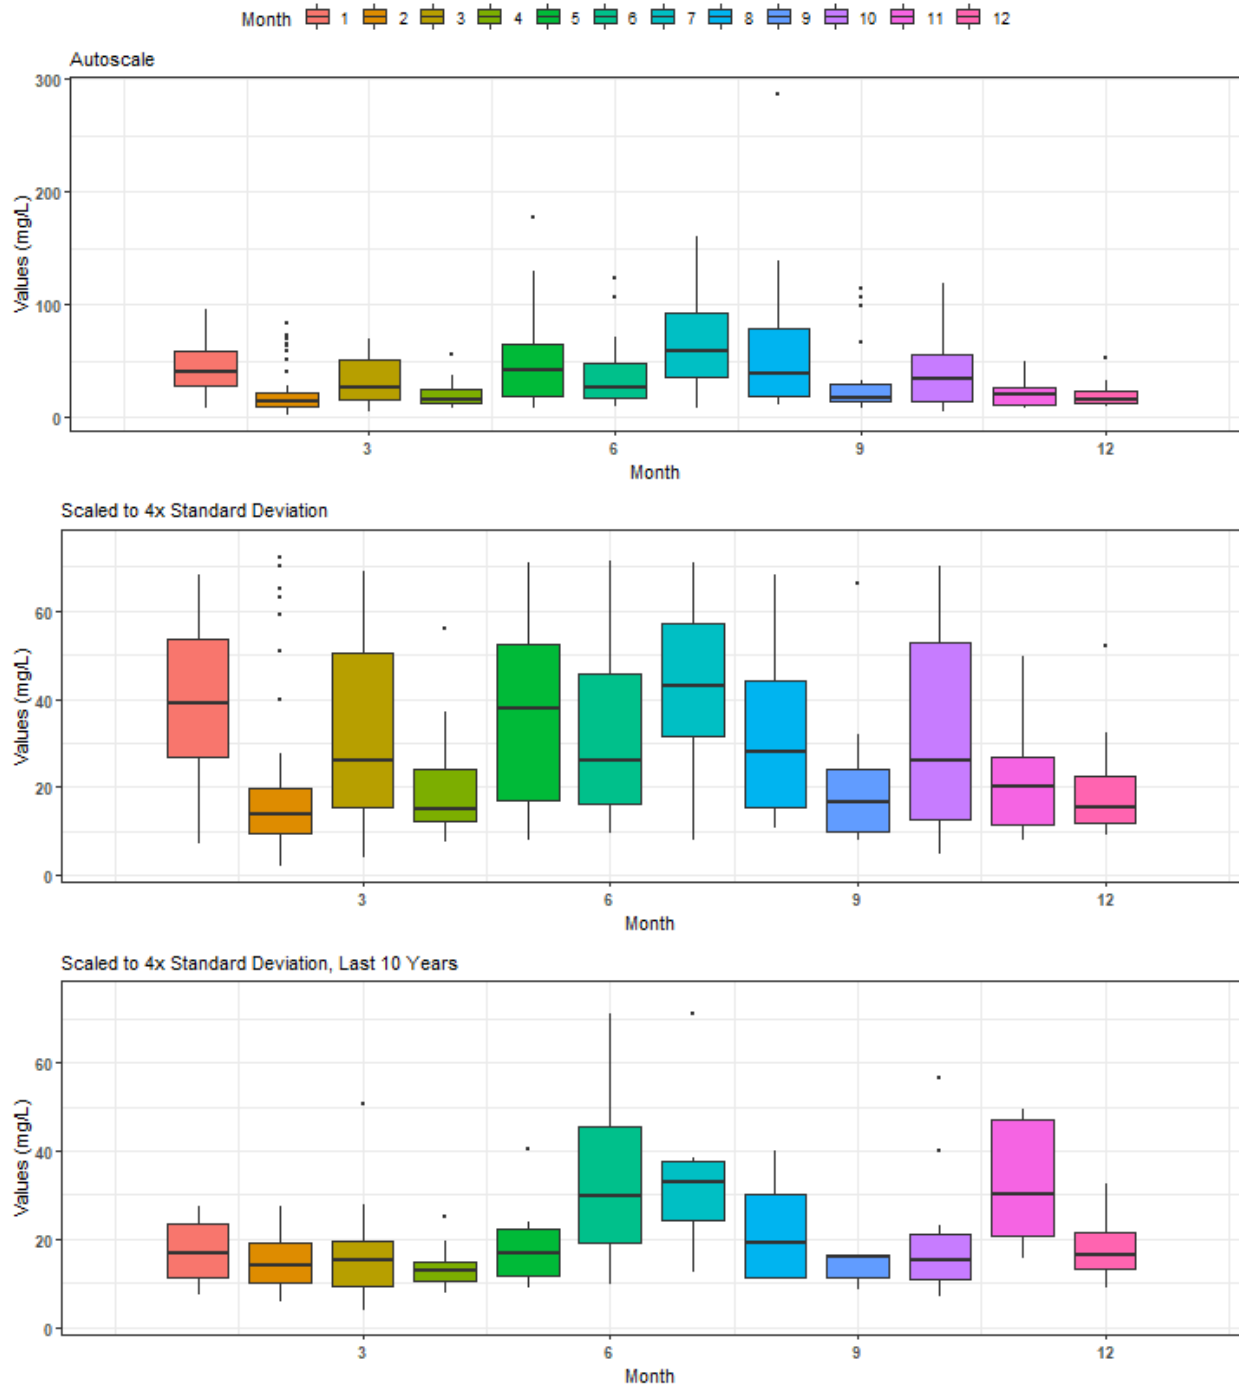 Month 1 2 3 4 5 6 7 8 9 10 11 12
Autoscale
300
200
100
0
Values (mg/L)
3 6 9 12
Month
Scaled to 4x Standard Deviation
60
40
20
0
Values (mg/L)
3 6 9 12
Month
Scaled to 4x Standard Deviation, Last 10 Years
60
40
20
0
Values (mg/L)
3 6 9 12
Month